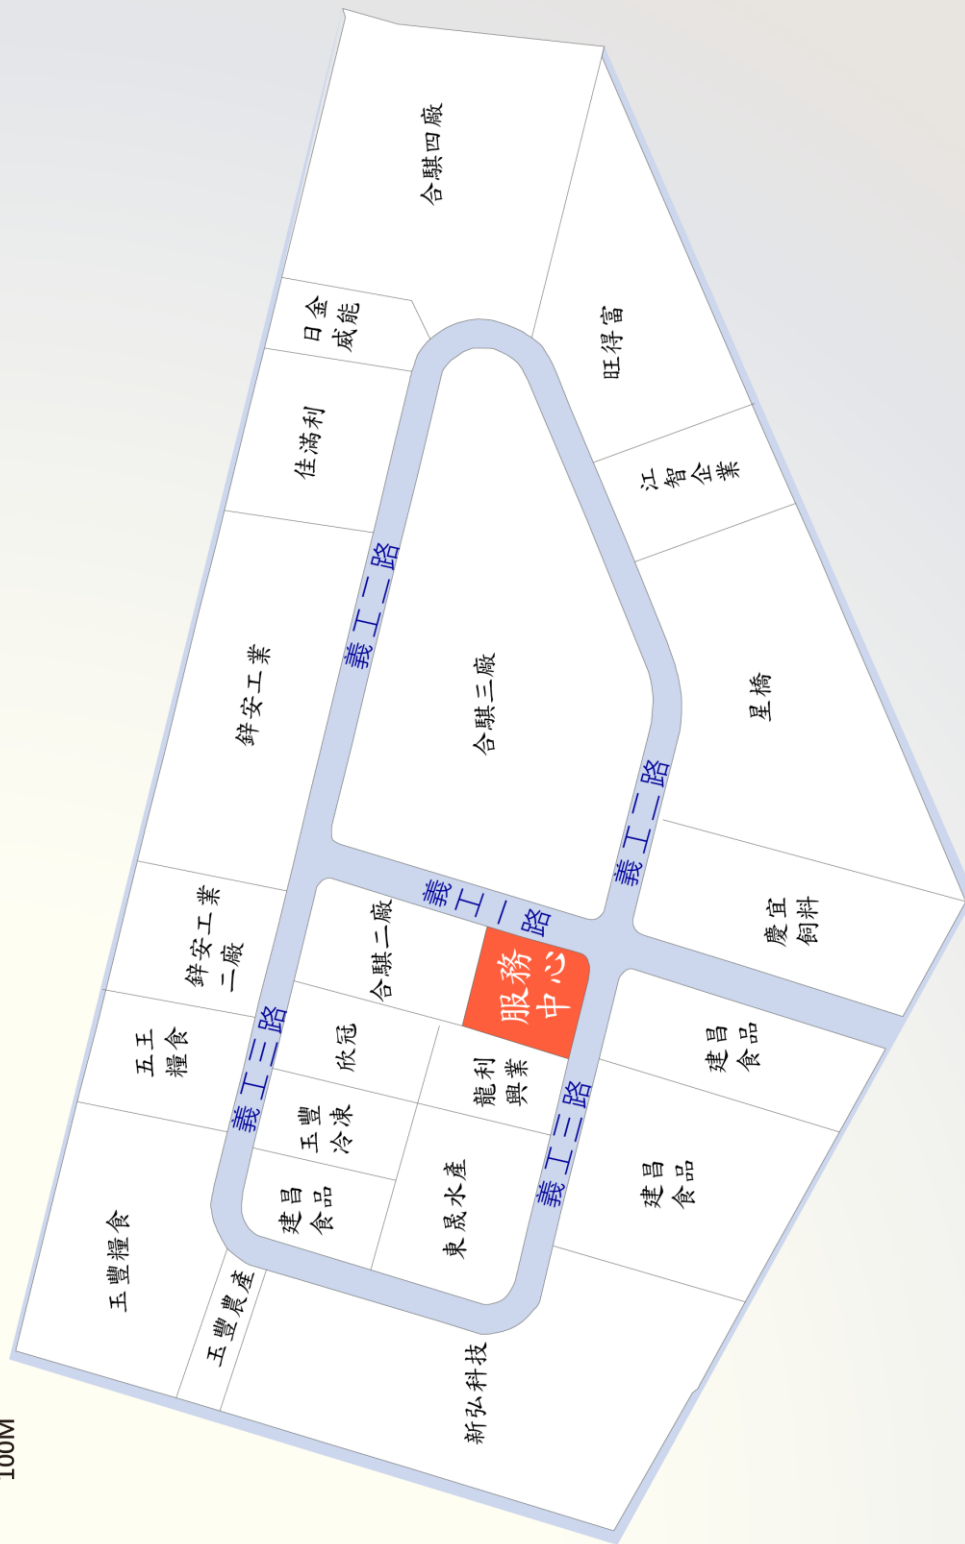 合騏四廠
日金
威能
旺得富
佳滿利
江智企業
義工二路
鋅安工業
合騏三廠
星橋
義工二路
義工一路
鋅安工業
二廠
合騏二廠
服務
中心
慶宜
飼料
五王
糧食
義工三路
欣冠
龍利
興業
建昌
食品
玉豐
冷凍
義工三路
建昌
食品
東晟水產
建昌
食品
玉豐糧食
玉豐農產
新弘科技
100M